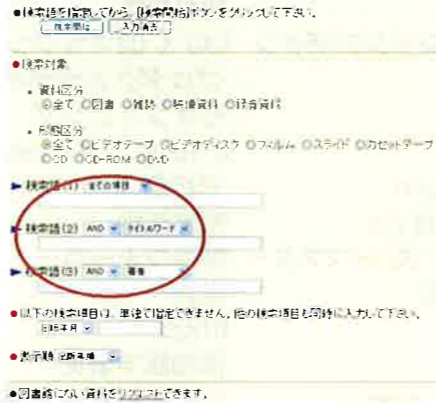 ●検索語を指定してから、[検索開始]ボタンをクリックして下さい。
検索開始 入力消去
●検索対象
・資料区分
◎全て ○図書 ○雑誌 ○映像資料 ○録音資料
・形態区分
◎全て ○ビデオテープ ○ビデオディスク ○フィルム ○スライド ○カセットテープ
○CD ○CD-ROM ○DVD
►検索語(1) 全ての項目
►検索語(2) AND タイトルワード
►検索語(3) AND 著者
●以下の検索項目は、単独で指定できません。他の検索項目も同時に入力して下さい。
出版年月
●表示順 出版年順
●図書館にない資料をリクエストできます。